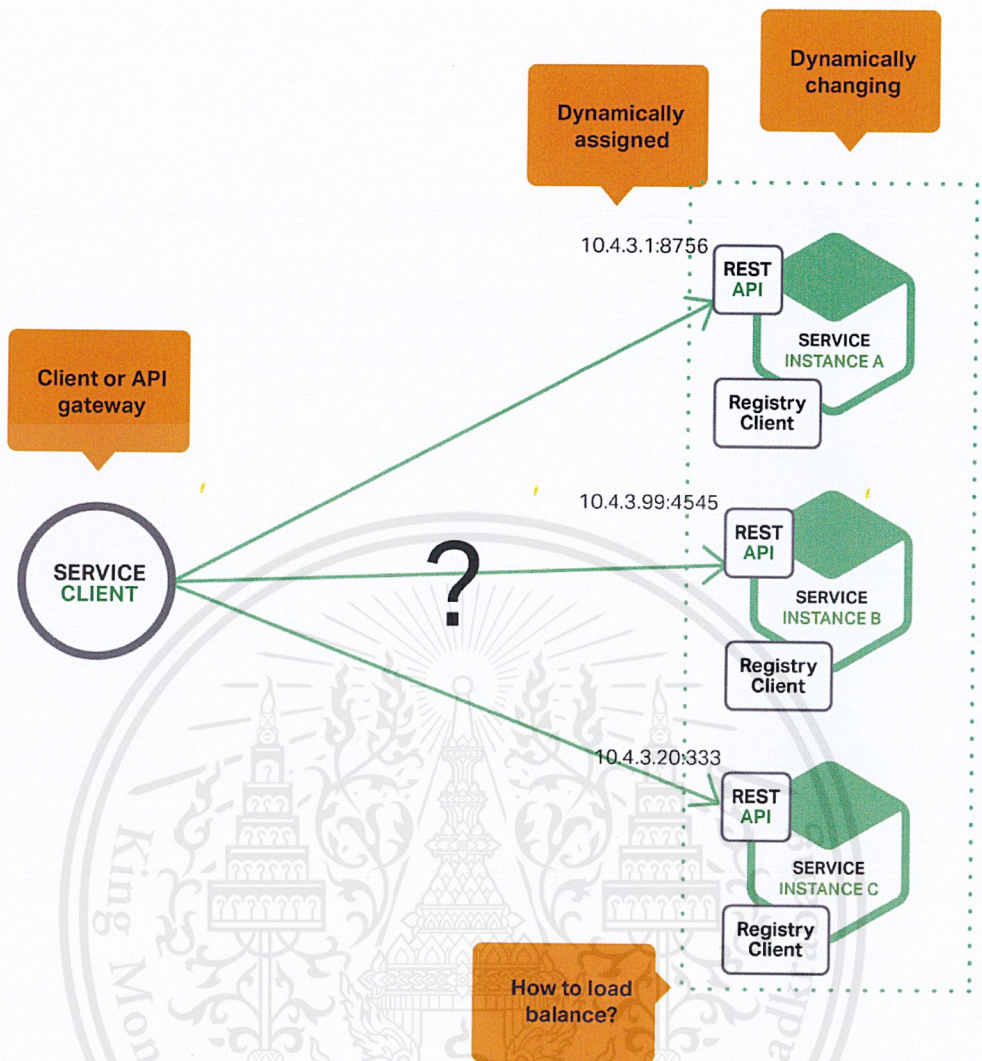 Dynamically
changing
Dynamically
assigned
10.4.3.1:8756
REST
API
SERVICE
INSTANCE A
Registry
Client
Client or API
gateway
SERVICE
CLIENT
?
10.4.3.99:4545
REST
API
SERVICE
INSTANCE B
Registry
Client
10.4.3.20:333
REST
API
SERVICE
INSTANCE C
Registry
Client
How to load
balance?
King Mon